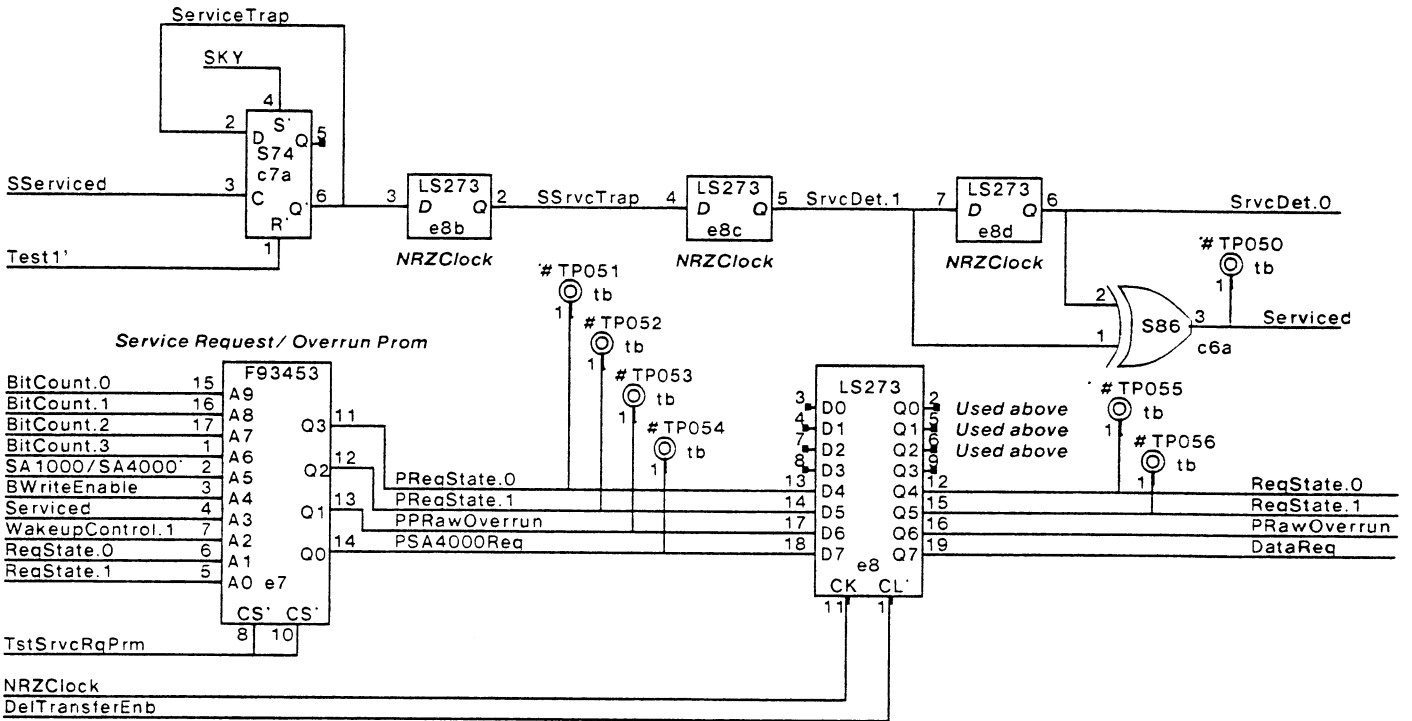 ServiceTrap
SKY
4
2 D S' Q 5
S74
c7a
SServiced 3 C Q' 6
R'
1
Test1'
3 LS273 2
D Q
e8b
NRZClock
SSrvcTrap
4 LS273 5
D Q
e8c
NRZClock
SrvcDet.1
7 LS273 6
D Q
e8d
NRZClock
SrvcDet.0
# TP050
1 tb
2
1 S86 3
c6a
Serviced
# TP051
1 tb
# TP052
1 tb
# TP053
1 tb
# TP054
1 tb
Service Request / Overrun Prom
F93453
BitCount.0 15 A9
BitCount.1 16 A8
BitCount.2 17 A7
BitCount.3 1 A6
SA1000/SA4000' 2 A5
BWriteEnable 3 A4
Serviced 4 A3
WakeupControl.1 7 A2
ReqState.0 6 A1
ReqState.1 5 A0 e7
Q3 11
Q2 12
Q1 13
Q0 14
CS' CS'
8 10
TstSrvcRqPrm
PReqState.0
PReqState.1
PPRawOverrun
PSA4000Req
LS273
3 D0 Q0 2 Used above
4 D1 Q1 5 Used above
7 D2 Q2 6 Used above
8 D3 Q3 9
13 D4 Q4 12
14 D5 Q5 15
17 D6 Q6 16
18 D7 Q7 19
e8
CK CL'
11 1
# TP055
1 tb
# TP056
1 tb
ReqState.0
ReqState.1
PRawOverrun
DataReq
NRZClock
DelTransferEnb